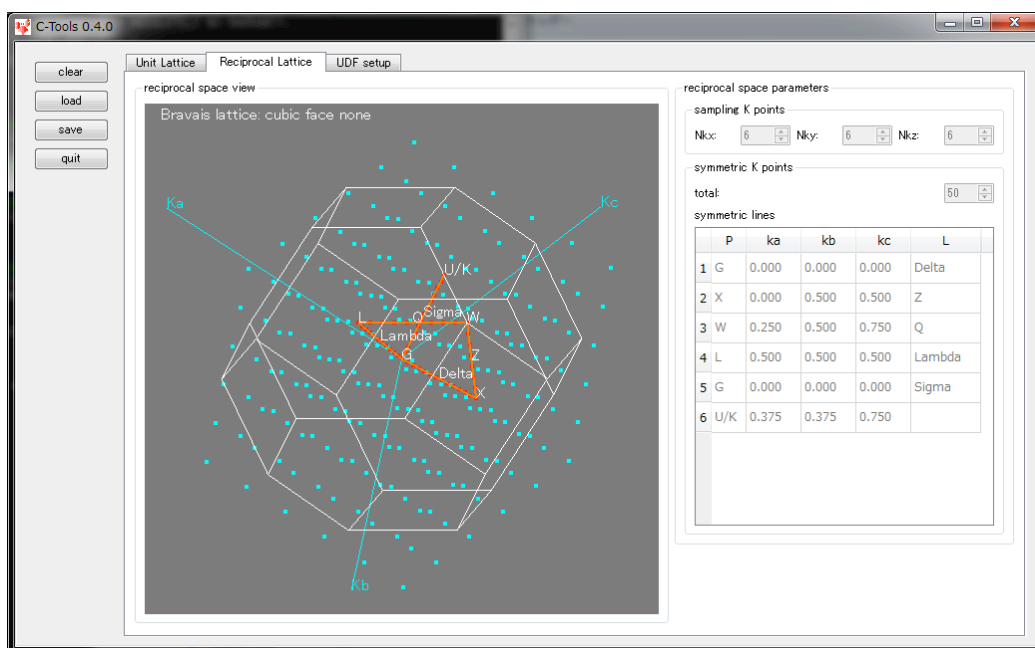 C-Tools 0.4.0
clear
load
save
quit
Unit Lattice Reciprocal Lattice UDF setup
reciprocal space view
Bravais lattice: cubic face none
Ka
Kc
U/K
L Q Sigma W
Lambda
G Z
Delta
X
Kb
reciprocal space parameters
sampling K points
Nkx: 6 Nky: 6 Nkz: 6
symmetric K points
total: 50
symmetric lines
P ka kb kc L
1 G 0.000 0.000 0.000 Delta
2 X 0.000 0.500 0.500 Z
3 W 0.250 0.500 0.750 Q
4 L 0.500 0.500 0.500 Lambda
5 G 0.000 0.000 0.000 Sigma
6 U/K 0.375 0.375 0.750